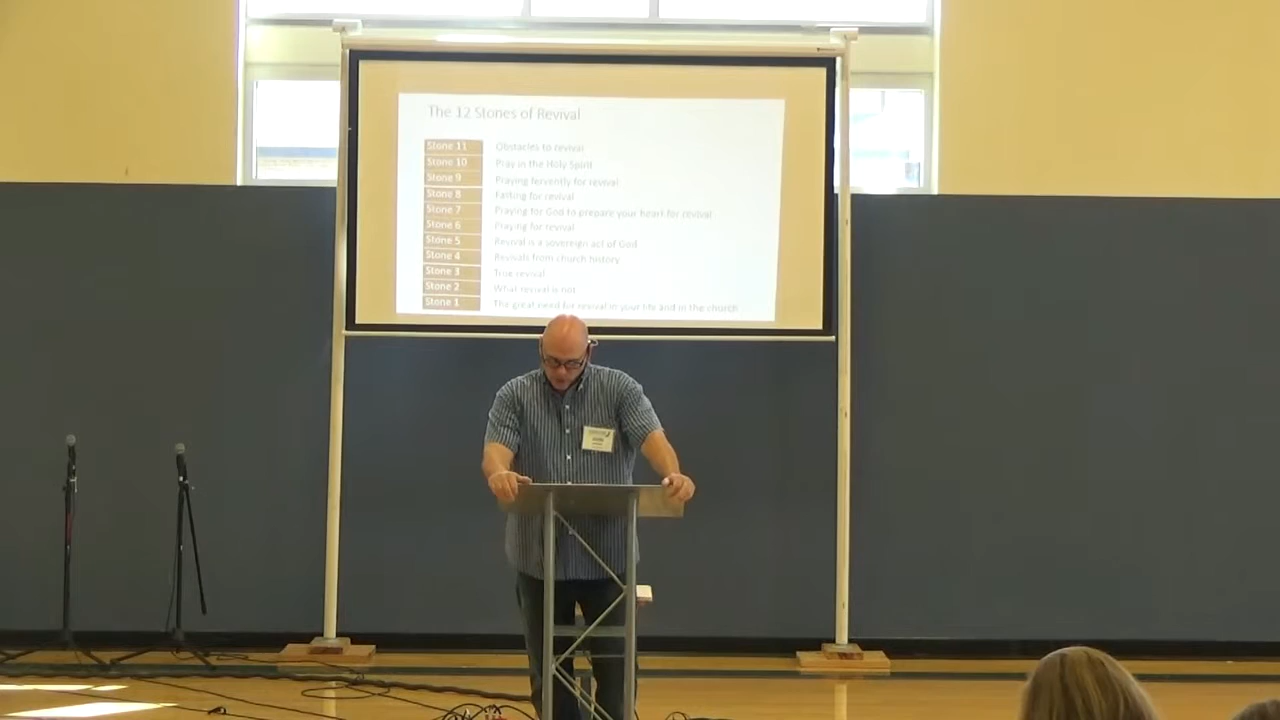 The 12 Stones of Revival
Stone 11 Obstacles to revival
Stone 10 Pray in the Holy Spirit
Stone 9 Praying fervently for revival
Stone 8 Fasting for revival
Stone 7 Praying for God to prepare your heart for revival
Stone 6 Praying for revival
Stone 5 Revival is a sovereign act of God
Stone 4 Revivals from church history
Stone 3 True revival
Stone 2 What revival is not
Stone 1 The great need for revival in your life and in the church